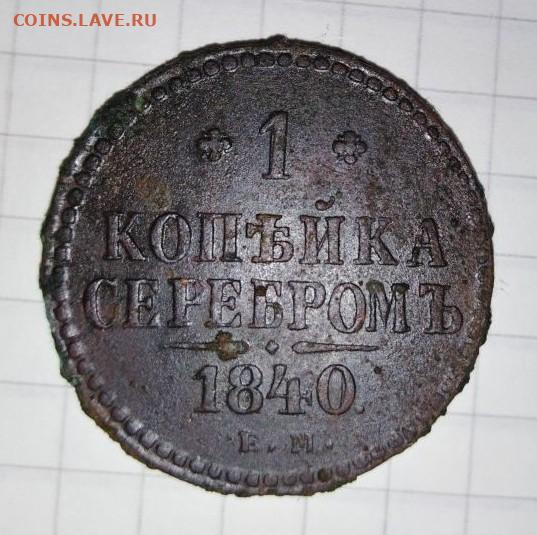 COINS.LAVE.RU
1
КОПѢЙКА
СЕРЕБРОМЪ
1840.
Е.М.